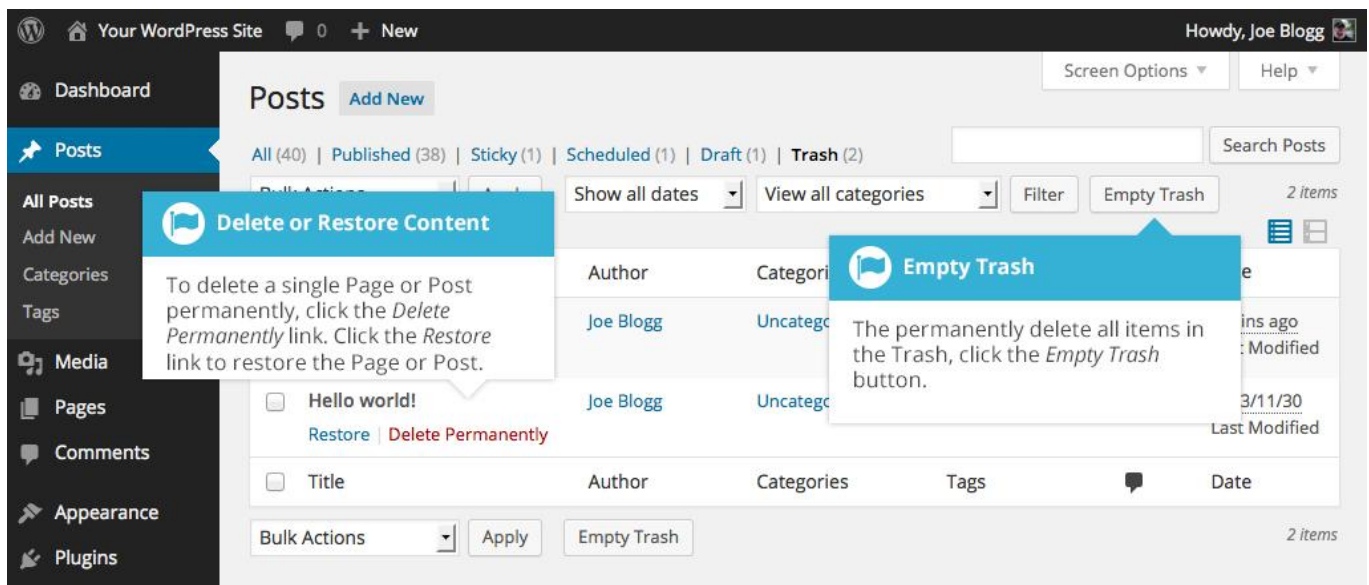 Your WordPress Site 0 + New Howdy, Joe Blogg
Screen Options Help
Dashboard
Posts Add New
Posts
All (40) | Published (38) | Sticky (1) | Scheduled (1) | Draft (1) | Trash (2) Search Posts
All Posts
Show all dates View all categories Filter Empty Trash 2 items
Add New
Delete or Restore Content
To delete a single Page or Post
permanently, click the Delete
Permanently link. Click the Restore
link to restore the Page or Post.
Empty Trash
The permanently delete all items in
the Trash, click the Empty Trash
button.
Categories
Author
Tags
Joe Blogg
ago
Media
Modified
Pages
Hello world! Joe Blogg 3/11/30
Restore | Delete Permanently Last Modified
Comments
Title Author Categories Tags Date
Appearance
Bulk Actions Apply Empty Trash 2 items
Plugins